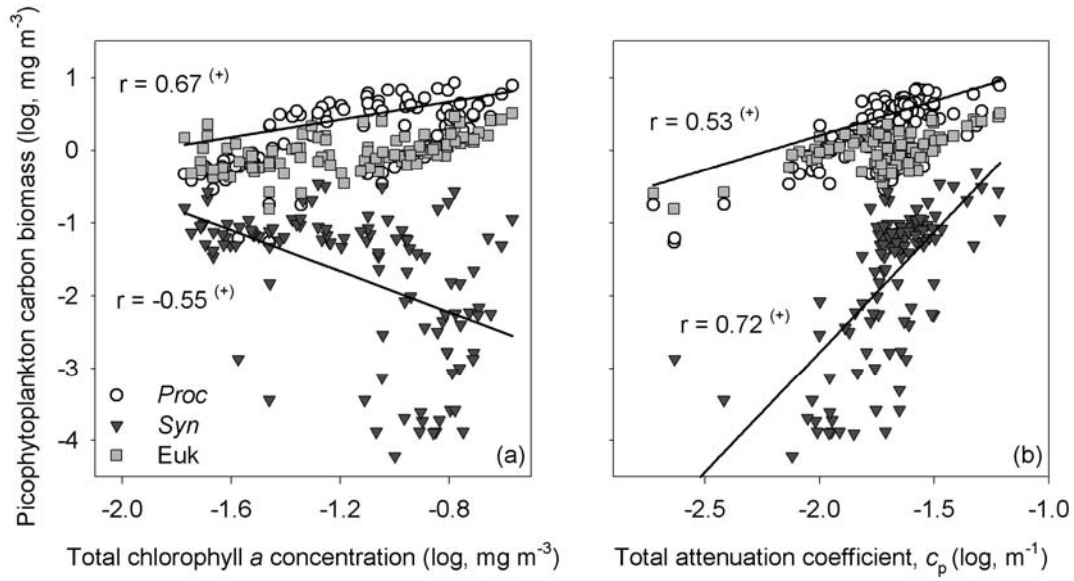 Picophytoplankton carbon biomass (log, mg m⁻³)
1
0
-1
-2
-3
-4
r = 0.67 (+)
r = -0.55 (+)
Proc
Syn
Euk
(a)
-2.0 -1.6 -1.2 -0.8
Total chlorophyll a concentration (log, mg m⁻³)
r = 0.53 (+)
r = 0.72 (+)
(b)
-2.5 -2.0 -1.5 -1.0
Total attenuation coefficient, cₚ (log, m⁻¹)